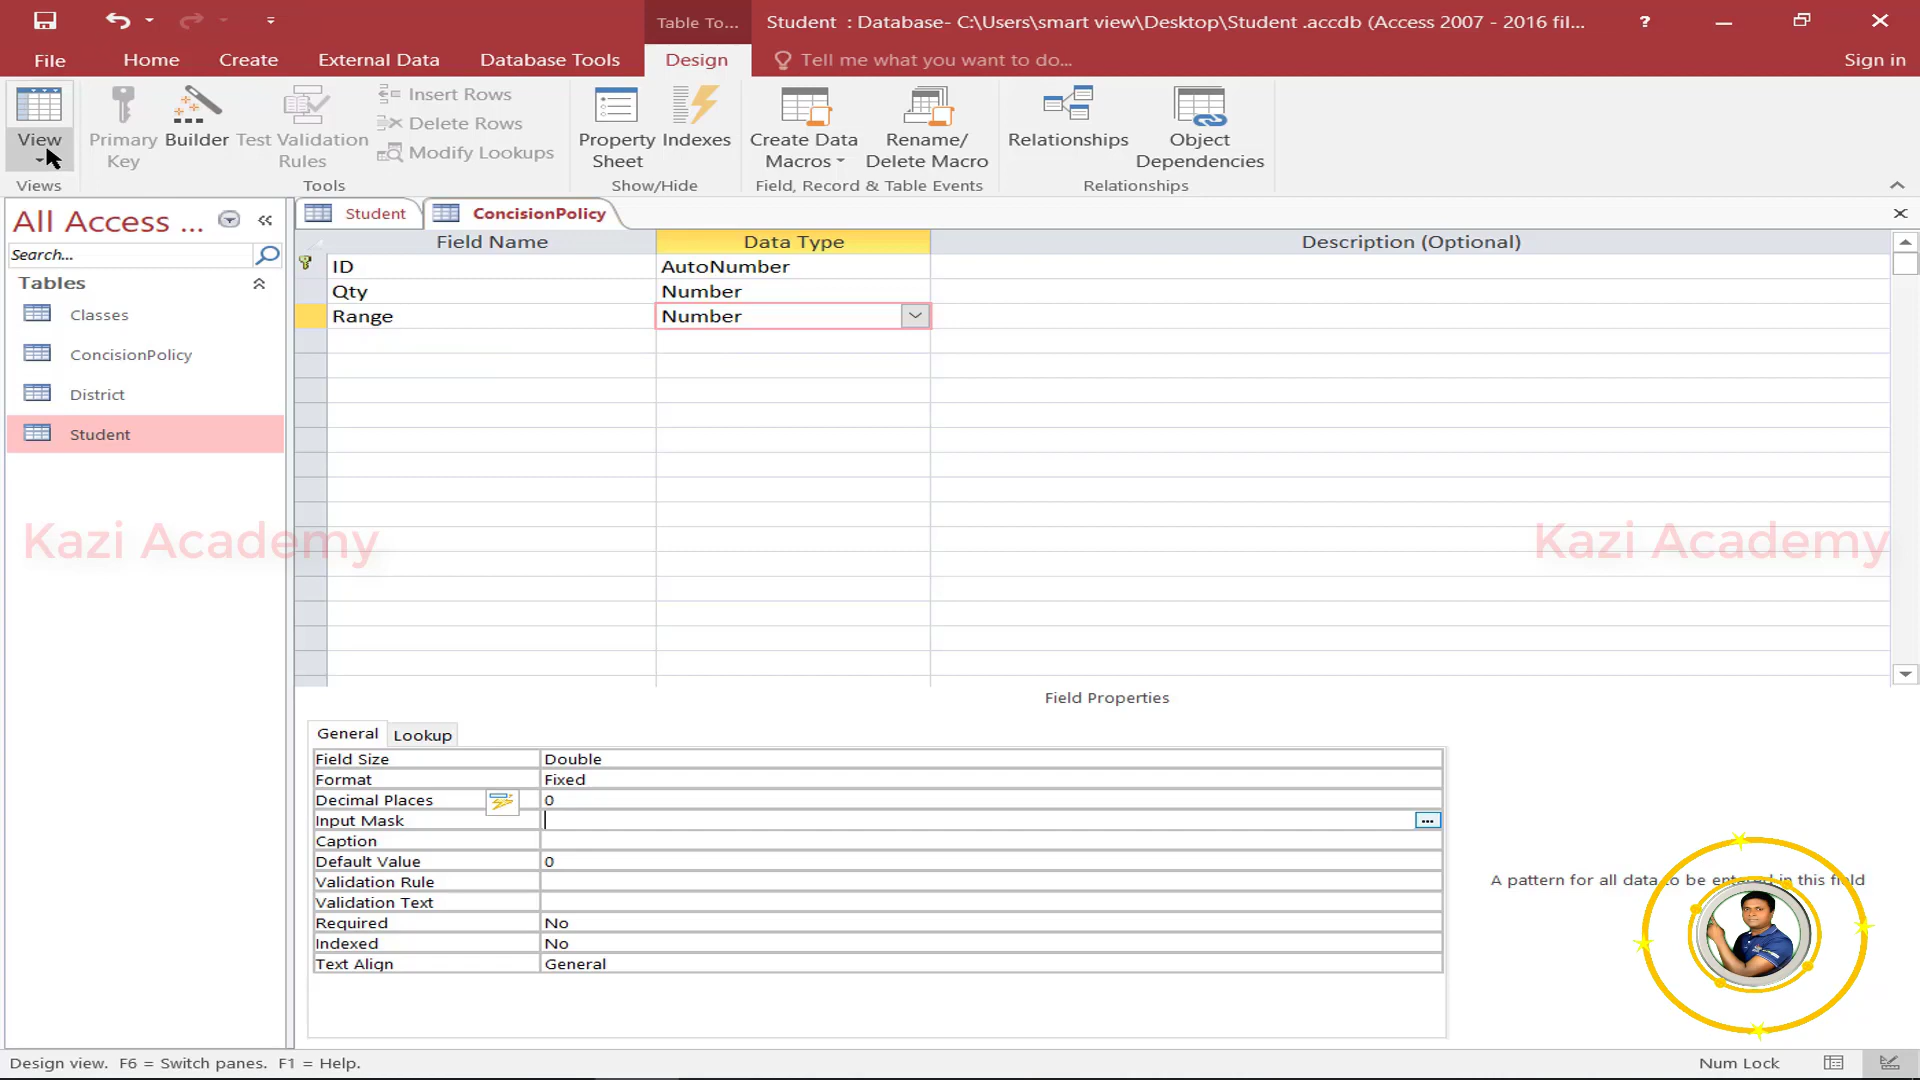 Table To...
Student : Database- C:\Users\smart view\Desktop\Student .accdb (Access 2007 - 2016 fil...
?
File
Home
Create
External Data
Database Tools
Design
Tell me what you want to do...
Sign in
View
Primary
Key
Builder
Test Validation
Rules
Insert Rows
Delete Rows
Modify Lookups
Property
Sheet
Indexes
Create Data
Macros
Rename/
Delete Macro
Relationships
Object
Dependencies
Views
Tools
Show/Hide
Field, Record & Table Events
Relationships
All Access ...
Search...
Tables
Classes
ConcisionPolicy
District
Student
Student
ConcisionPolicy
Field Name
Data Type
Description (Optional)
ID
AutoNumber
Qty
Number
Range
Number
Kazi Academy
Kazi Academy
Field Properties
General
Lookup
Field Size
Double
Format
Fixed
Decimal Places
0
Input Mask
...
Caption
Default Value
0
Validation Rule
Validation Text
Required
No
Indexed
No
Text Align
General
A pattern for all data to be entered in this field
Design view. F6 = Switch panes. F1 = Help.
Num Lock